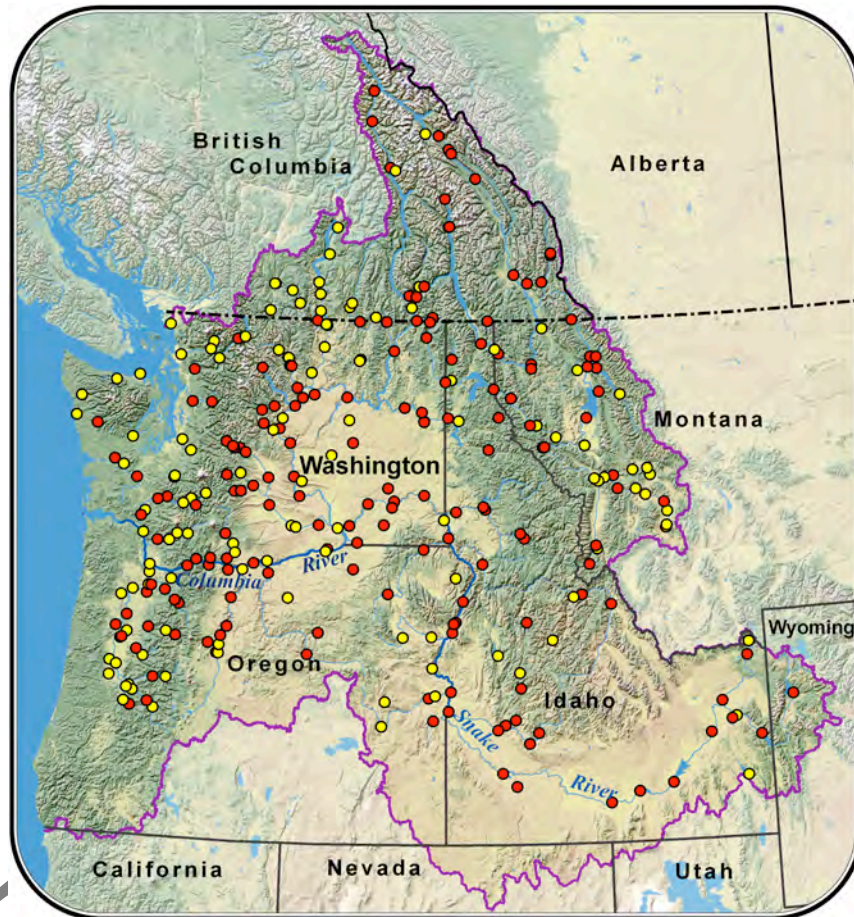 British
Columbia
Alberta
Montana
Washington
Columbia
River
Wyoming
Oregon
Idaho
Snake
River
California
Nevada
Utah